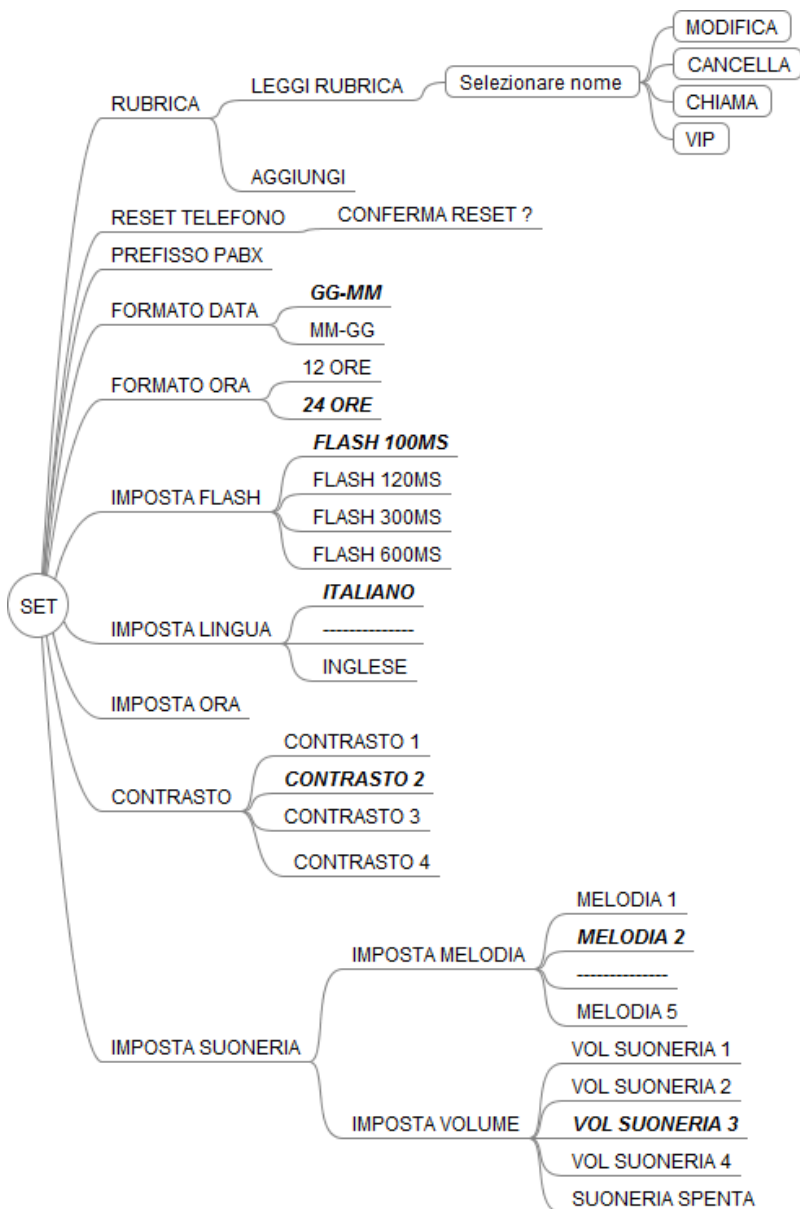 SET
RUBRICA
LEGGI RUBRICA
Selezionare nome
MODIFICA
CANCELLA
CHIAMA
VIP
AGGIUNGI
RESET TELEFONO
CONFERMA RESET ?
PREFISSO PABX
FORMATO DATA
GG-MM
MM-GG
FORMATO ORA
12 ORE
24 ORE
IMPOSTA FLASH
FLASH 100MS
FLASH 120MS
FLASH 300MS
FLASH 600MS
IMPOSTA LINGUA
ITALIANO
--------------
INGLESE
IMPOSTA ORA
CONTRASTO
CONTRASTO 1
CONTRASTO 2
CONTRASTO 3
CONTRASTO 4
IMPOSTA SUONERIA
IMPOSTA MELODIA
MELODIA 1
MELODIA 2
--------------
MELODIA 5
IMPOSTA VOLUME
VOL SUONERIA 1
VOL SUONERIA 2
VOL SUONERIA 3
VOL SUONERIA 4
SUONERIA SPENTA